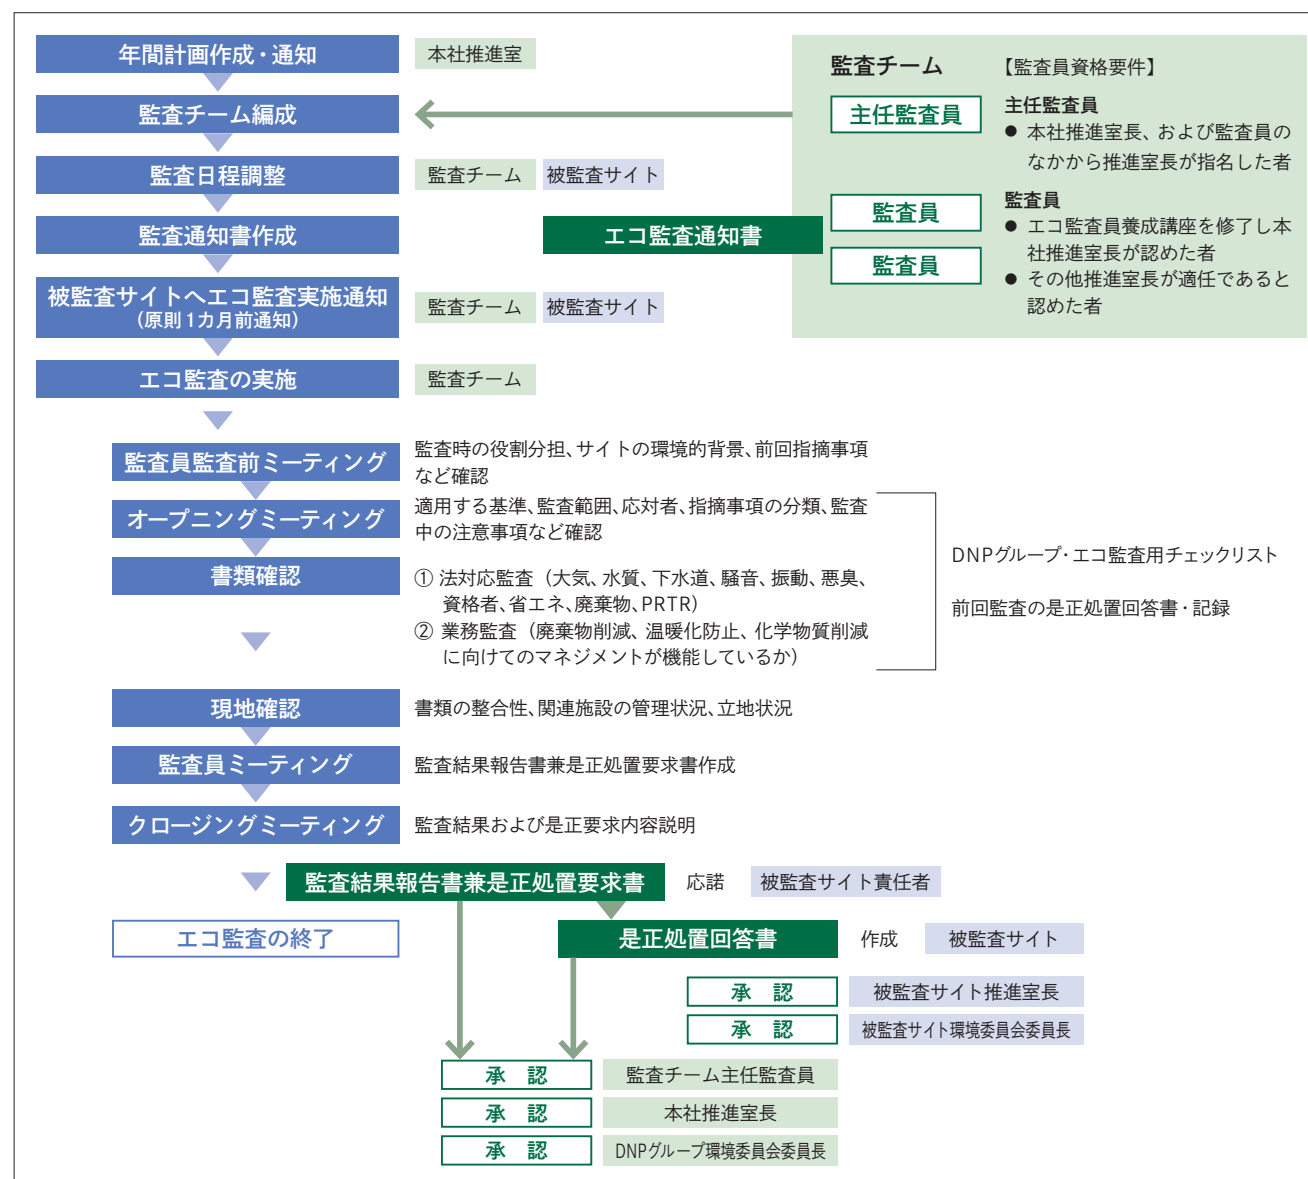 年間計画作成・通知
本社推進室
監査チーム編成
監査日程調整
監査チーム
被監査サイト
監査通知書作成
エコ監査通知書
被監査サイトへエコ監査実施通知
(原則1カ月前通知)
監査チーム
被監査サイト
エコ監査の実施
監査チーム
監査チーム
【監査員資格要件】
主任監査員
主任監査員
● 本社推進室長、および監査員の
なかから推進室長が指名した者
監査員
監査員
監査員
● エコ監査員養成講座を修了し本
社推進室長が認めた者
● その他推進室長が適任であると
認めた者
監査員監査前ミーティング
監査時の役割分担、サイトの環境的背景、前回指摘事項
など確認
オープニングミーティング
適用する基準、監査範囲、応対者、指摘事項の分類、監査
中の注意事項など確認
書類確認
① 法対応監査(大気、水質、下水道、騒音、振動、悪臭、
資格者、省エネ、廃棄物、PRTR)
② 業務監査(廃棄物削減、温暖化防止、化学物質削減
に向けてのマネジメントが機能しているか)
DNPグループ・エコ監査用チェックリスト
前回監査の是正処置回答書・記録
現地確認
書類の整合性、関連施設の管理状況、立地状況
監査員ミーティング
監査結果報告書兼是正処置要求書作成
クロージングミーティング
監査結果および是正要求内容説明
監査結果報告書兼是正処置要求書
応諾
被監査サイト責任者
エコ監査の終了
是正処置回答書
作成
被監査サイト
承 認
被監査サイト推進室長
承 認
被監査サイト環境委員会委員長
承 認
監査チーム主任監査員
承 認
本社推進室長
承 認
DNPグループ環境委員会委員長